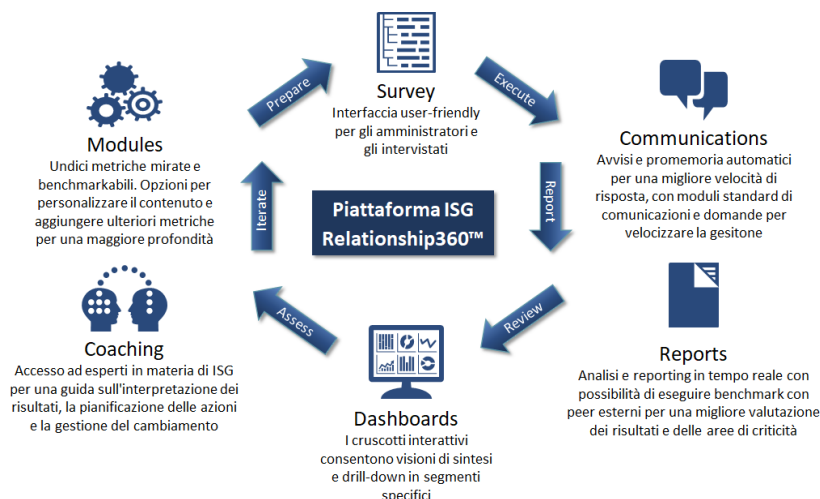 Prepare
Survey
Interfaccia user-friendly
per gli amministratori e
gli intervistati
Execute
Modules
Undici metriche mirate e
benchmarkabili. Opzioni per
personalizzare il contenuto e
aggiungere ulteriori metriche
per una maggiore profondità
Communications
Avvisi e promemoria automatici
per una migliore velocità di
risposta, con moduli standard di
comunicazioni e domande per
velocizzare la gesitone
Iterate
Piattaforma ISG
Relationship360™
Report
Coaching
Accesso ad esperti in materia di ISG
per una guida sull'interpretazione dei
risultati, la pianificazione delle azioni
e la gestione del cambiamento
Assess
Review
Dashboards
I cruscotti interattivi
consentono visioni di sintesi
e drill-down in segmenti
specifici
Reports
Analisi e reporting in tempo reale con
possibilità di eseguire benchmark con
peer esterni per una migliore valutazione
dei risultati e delle aree di criticità